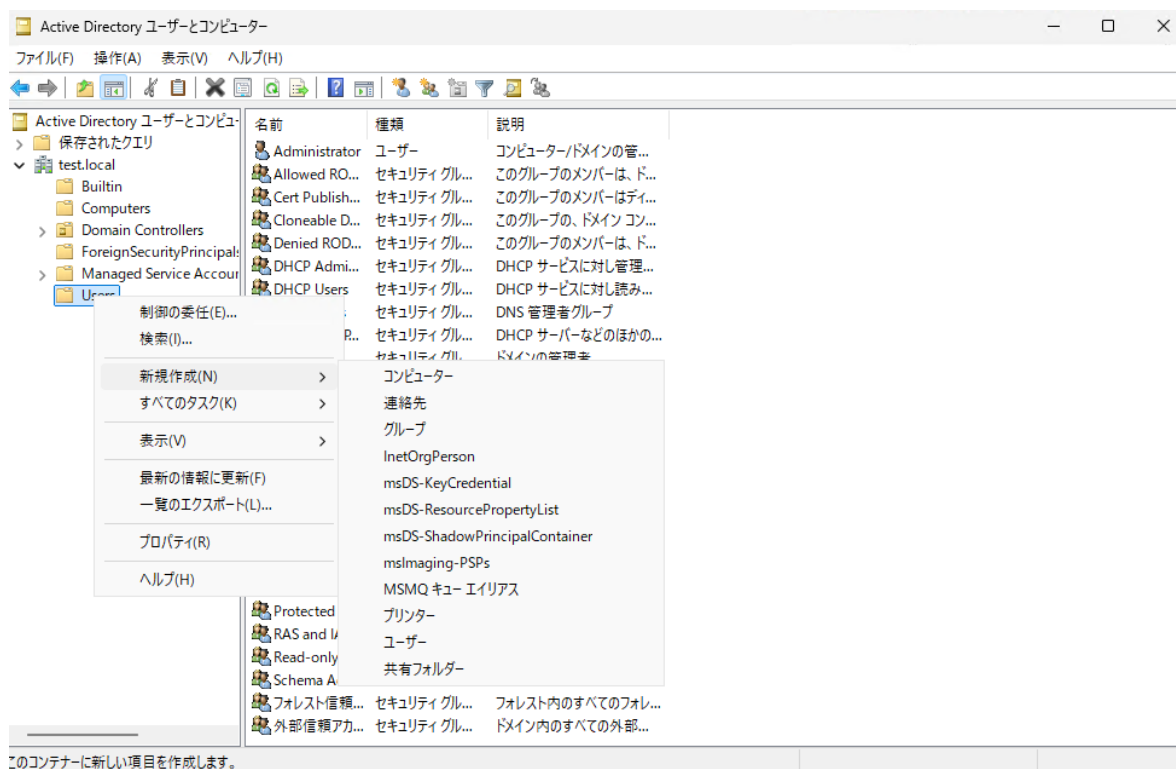 Active Directory ユーザーとコンピューター
ファイル(F) 操作(A) 表示(V) ヘルプ(H)
Active Directory ユーザーとコンピュ
保存されたクエリ
test.local
Builtin
Computers
Domain Controllers
ForeignSecurityPrincipals
Managed Service Accour
Users
名前 種類 説明
Administrator ユーザー コンピューター/ドメインの管...
Allowed RO... セキュリティ グル... このグループのメンバーは、ド...
Cert Publish... セキュリティ グル... このグループのメンバーはディ...
Cloneable D... セキュリティ グル... このグループの、ドメイン コン...
Denied ROD... セキュリティ グル... このグループのメンバーは、ド...
DHCP Admi... セキュリティ グル... DHCP サービスに対し管理...
DHCP Users セキュリティ グル... DHCP サービスに対し読み...
セキュリティ グル... DNS 管理者グループ
P... セキュリティ グル... DHCP サーバーなどのほかの...
セキュリティ グル... ドメインの管理者
Protected
RAS and IA
Read-only
Schema A
フォレスト信頼... セキュリティ グル... フォレスト内のすべてのフォレ...
外部信頼アカ... セキュリティ グル... ドメイン内のすべての外部...
制御の委任(E)...
検索(I)...
新規作成(N)
すべてのタスク(K)
表示(V)
最新の情報に更新(F)
一覧のエクスポート(L)...
プロパティ(R)
ヘルプ(H)
コンピューター
連絡先
グループ
InetOrgPerson
msDS-KeyCredential
msDS-ResourcePropertyList
msDS-ShadowPrincipalContainer
msImaging-PSPs
MSMQ キュー エイリアス
プリンター
ユーザー
共有フォルダー
このコンテナーに新しい項目を作成します。